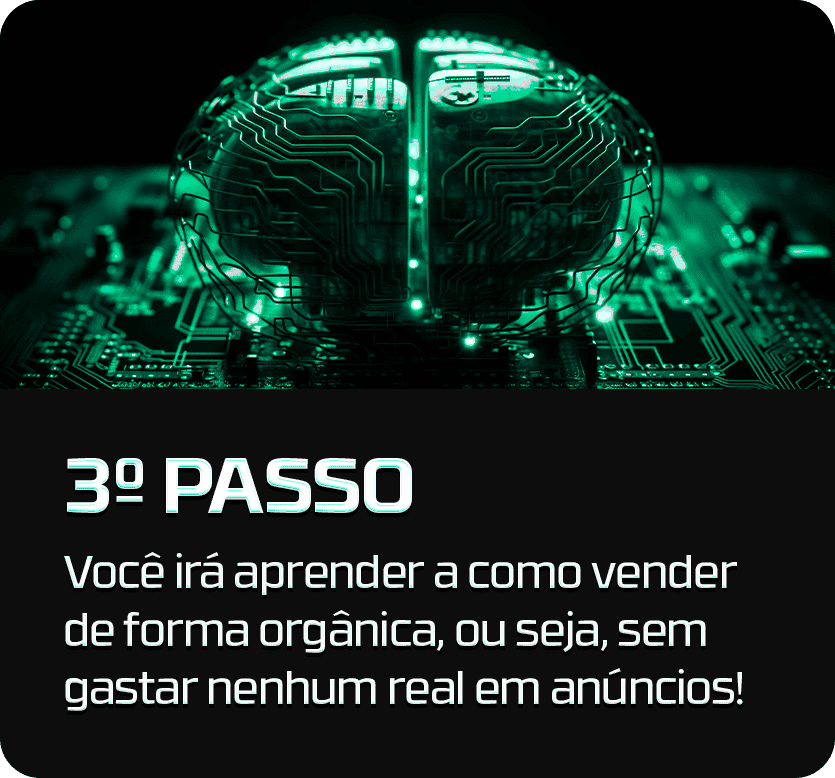 3º PASSO
Você irá aprender a como vender
de forma orgânica, ou seja, sem
gastar nenhum real em anúncios!